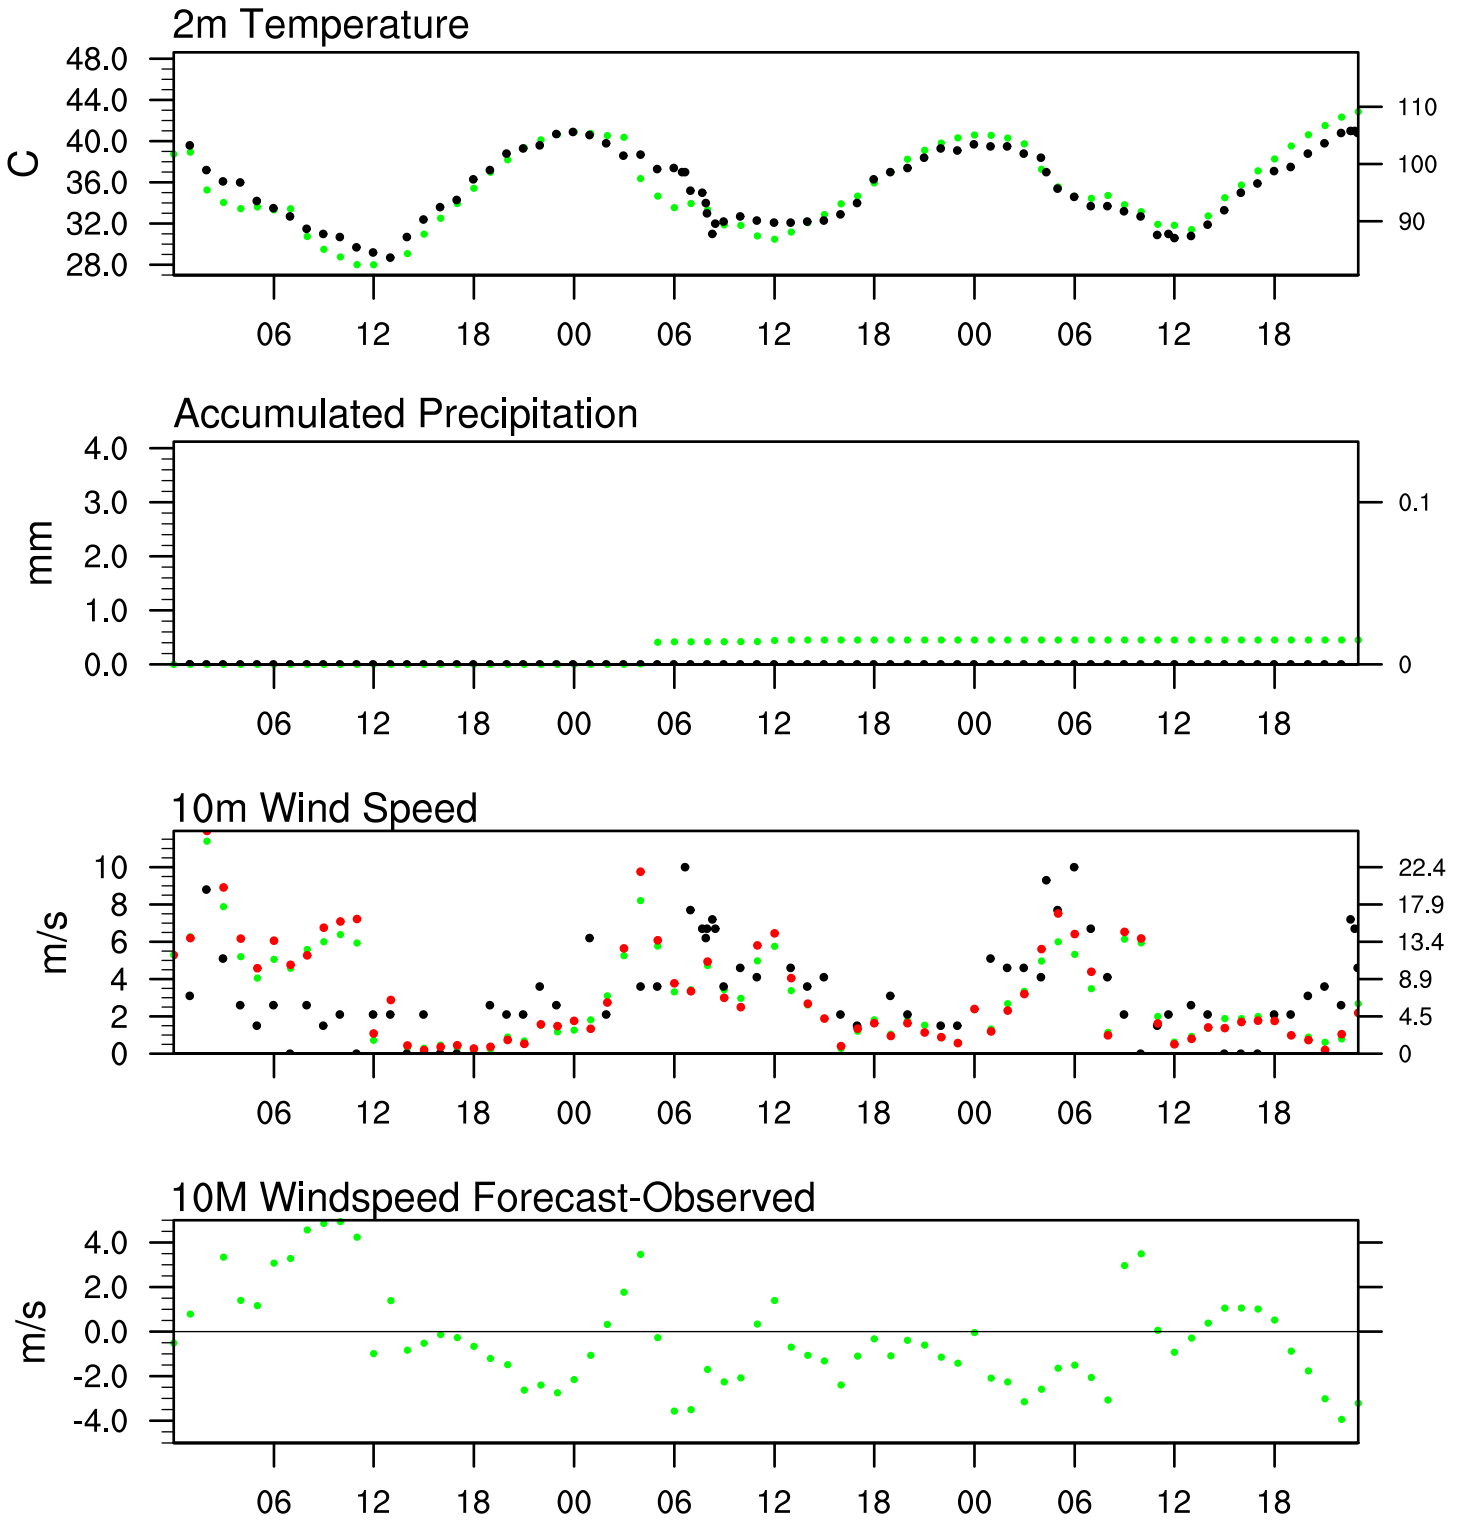 2m Temperature
48.0
44.0
40.0
36.0
32.0
28.0
C
110
100
90
06 12 18 00 06 12 18 00 06 12 18
Accumulated Precipitation
4.0
3.0
2.0
1.0
0.0
mm
0.1
0
06 12 18 00 06 12 18 00 06 12 18
10m Wind Speed
10
8
6
4
2
0
m/s
22.4
17.9
13.4
8.9
4.5
0
06 12 18 00 06 12 18 00 06 12 18
10M Windspeed Forecast-Observed
4.0
2.0
0.0
-2.0
-4.0
m/s
06 12 18 00 06 12 18 00 06 12 18